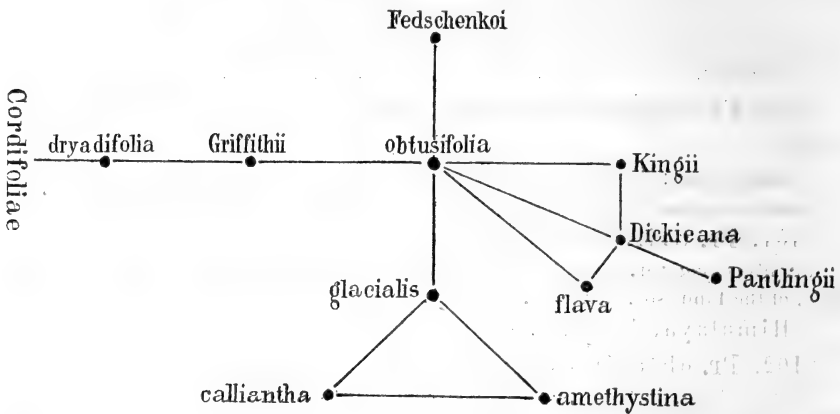 Fedschenkoi
Cordifoliae
dryadifolia Griffithii obtusifolia Kingii
Dickieana
Pantlingii
glacialis
flava
calliantha amethystina